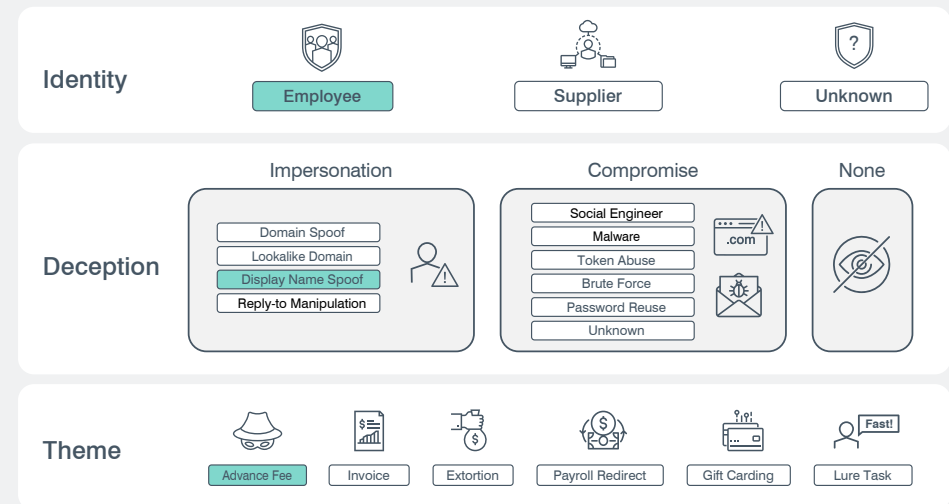 ?
Identity
Employee
Supplier
Unknown
Impersonation
Compromise
None
Deception
Domain Spoof
Lookalike Domain
Display Name Spoof
Reply-to Manipulation
!
Social Engineer
Malware
Token Abuse
Brute Force
Password Reuse
Unknown
!
.com
Theme
$
$
$
Fast!
Advance Fee
Invoice
Extortion
Payroll Redirect
Gift Carding
Lure Task